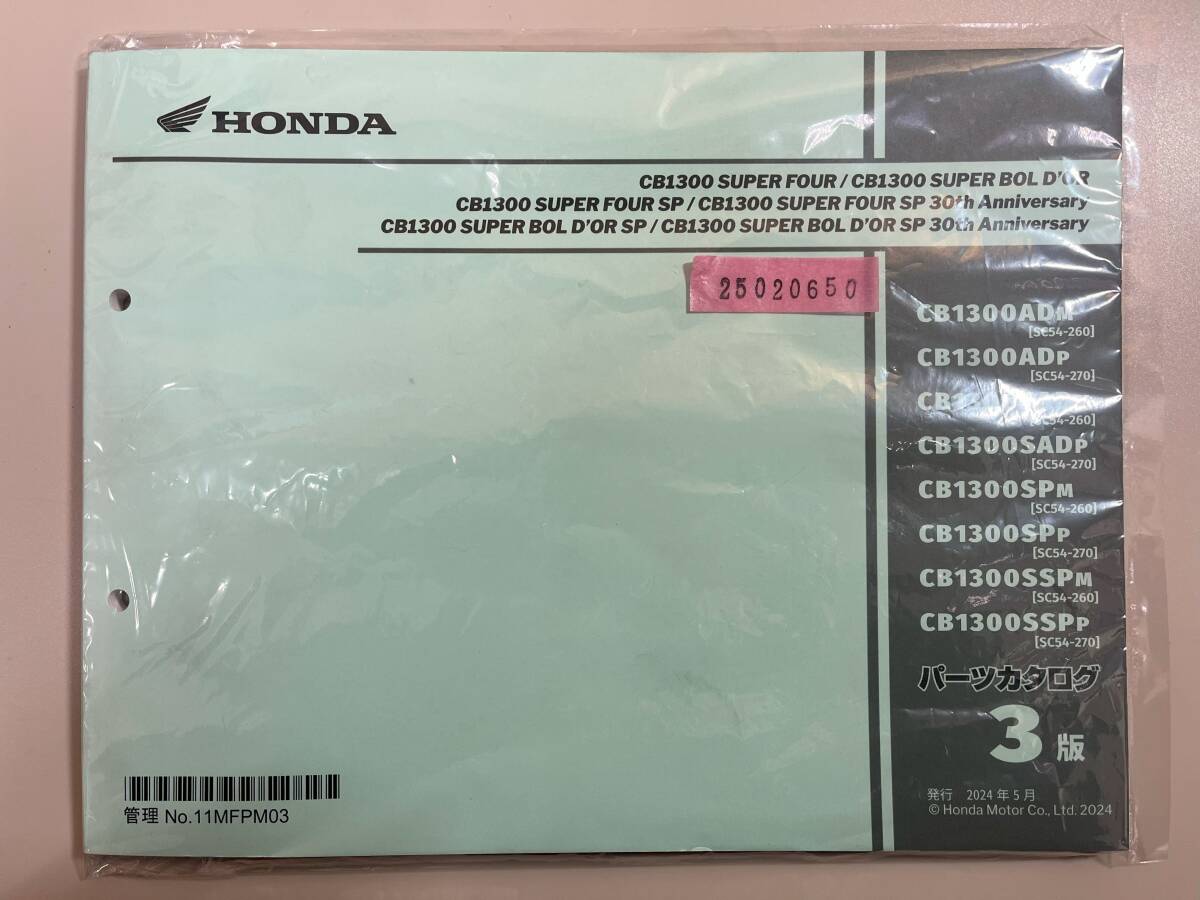 HONDA
CB1300 SUPER FOUR / CB1300 SUPER BOL D'OR
CB1300 SUPER FOUR SP / CB1300 SUPER FOUR SP 30th Anniversary
CB1300 SUPER BOL D'OR SP / CB1300 SUPER BOL D'OR SP 30th Anniversary
25020650
CB1300ADM
[SC54-260]
CB1300ADP
[SC54-270]
[SC54-260]
CB1300SADP
[SC54-270]
CB1300SPM
[SC54-260]
CB1300SPP
[SC54-270]
CB1300SSPM
[SC54-260]
CB1300SSPP
[SC54-270]
パーツカタログ
3 版
発行 2024 年 5 月
© Honda Motor Co., Ltd. 2024
管理 No.11MFPM03